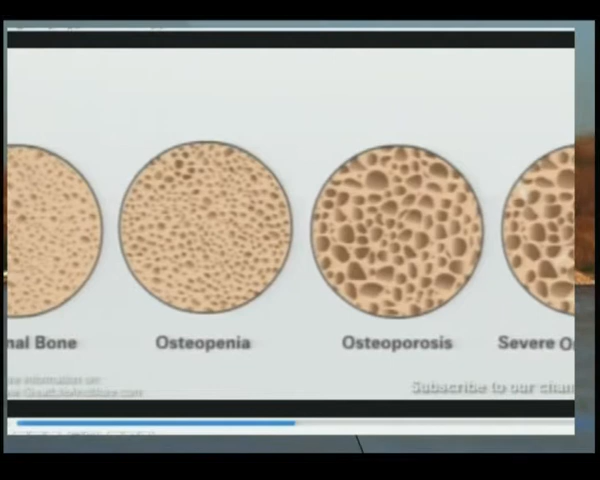 nal Bone
Osteopenia
Osteoporosis
Severe O
Subscribe to our chan